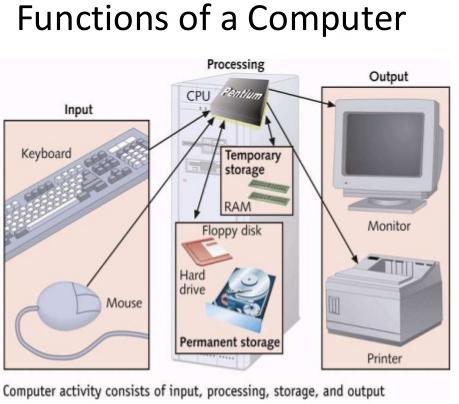 Functions of a Computer
Processing
Output
Input
CPU
Pentium
Keyboard
Temporary
storage
RAM
Floppy disk
Monitor
Hard
drive
Mouse
Permanent storage
Printer
Computer activity consists of input, processing, storage, and output